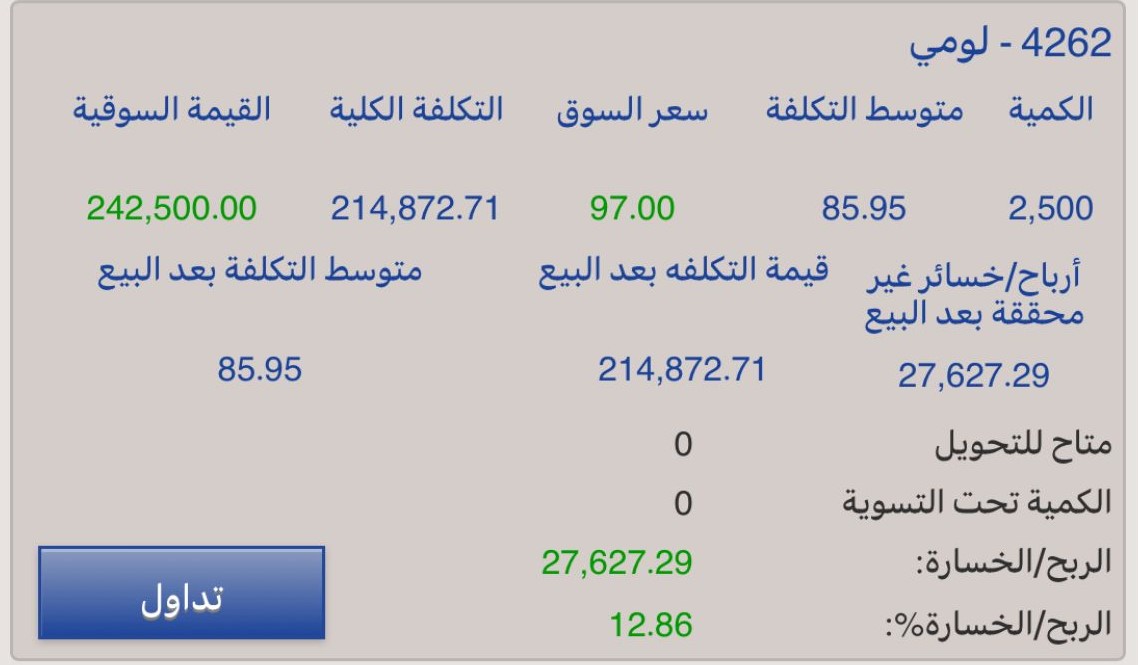 4262 - لومي
الكمية متوسط التكلفة سعر السوق التكلفة الكلية القيمة السوقية
2,500 85.95 97.00 214,872.71 242,500.00
أرباح/خسائر غير محققة بعد البيع قيمة التكلفه بعد البيع متوسط التكلفة بعد البيع
27,627.29 214,872.71 85.95
متاح للتحويل 0
الكمية تحت التسوية 0
الربح/الخسارة: 27,627.29
الربح/الخسارة%: 12.86
تداول